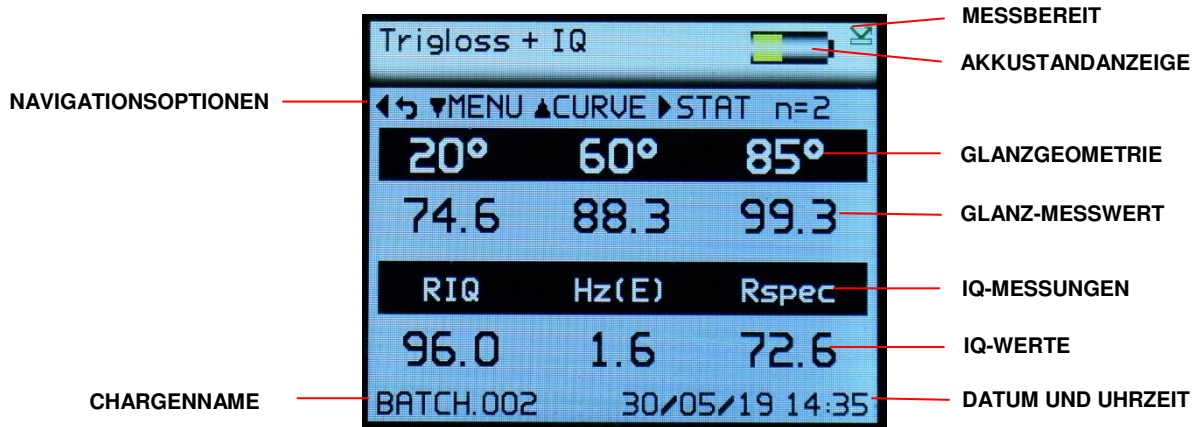 MESSBEREIT
Trigloss + IQ
AKKUSTANDANZEIGE
NAVIGATIONSOPTIONEN
MENU CURVE STAT n=2
20° 60° 85°
GLANZGEOMETRIE
74.6 88.3 99.3
GLANZ-MESSWERT
RIQ Hz(E) Rspec
IQ-MESSUNGEN
96.0 1.6 72.6
IQ-WERTE
CHARGENNAME
BATCH.002 30/05/19 14:35
DATUM UND UHRZEIT